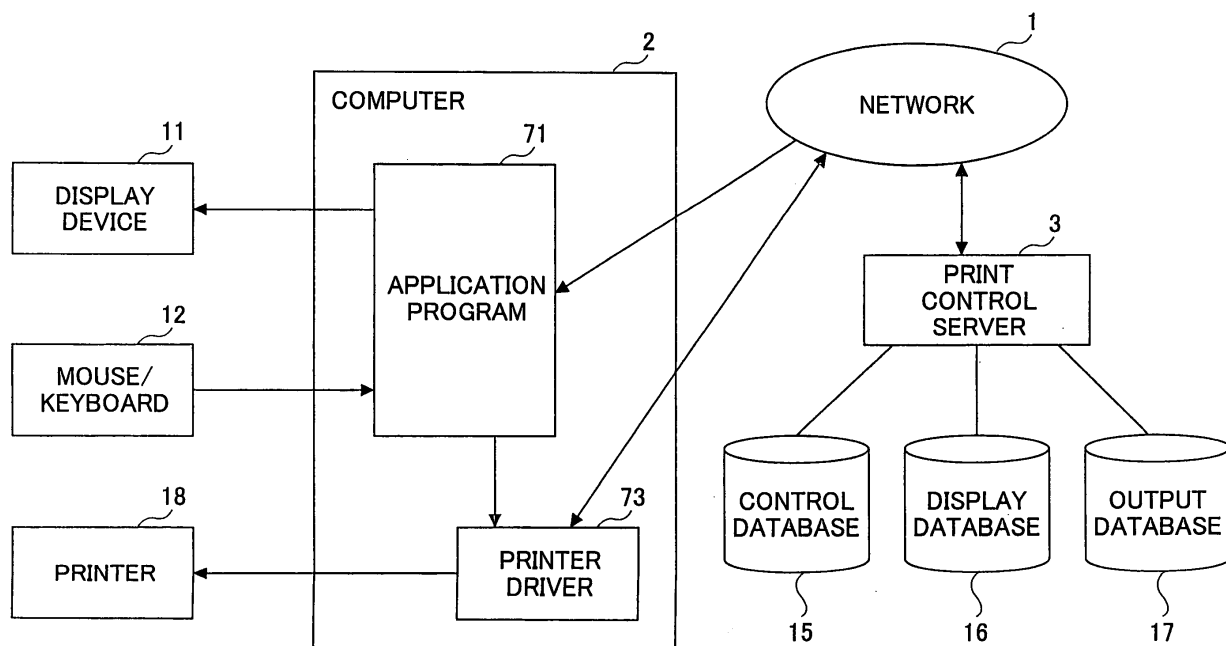 1
NETWORK
2
COMPUTER
11
DISPLAY
DEVICE
71
APPLICATION
PROGRAM
12
MOUSE/
KEYBOARD
3
PRINT
CONTROL
SERVER
18
PRINTER
73
PRINTER
DRIVER
CONTROL
DATABASE
DISPLAY
DATABASE
OUTPUT
DATABASE
15
16
17